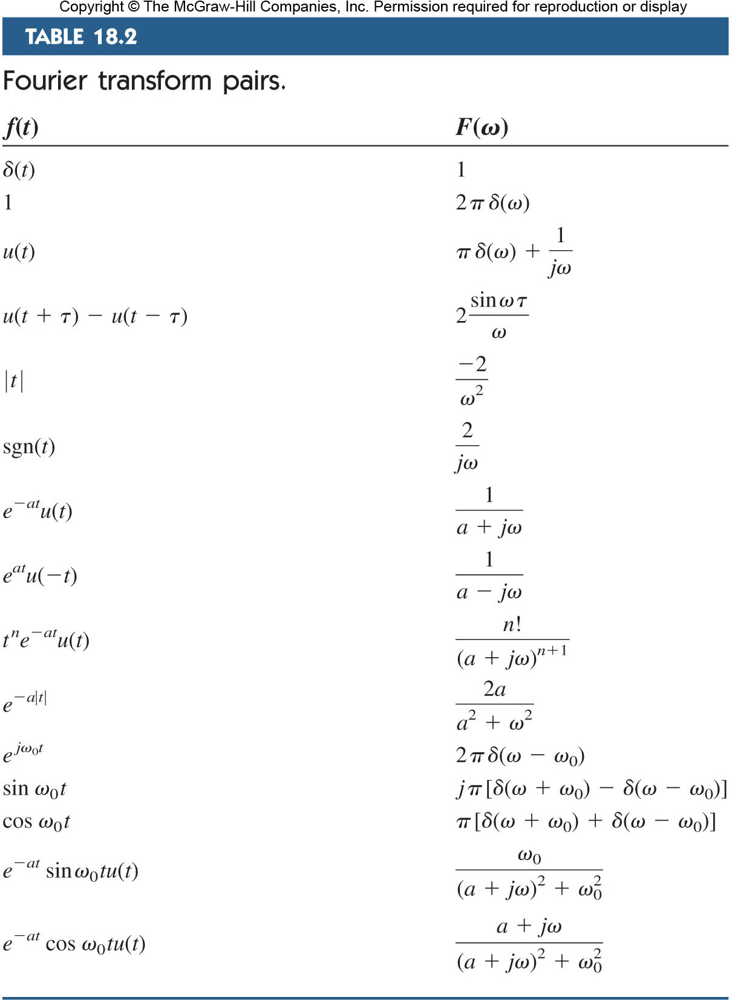 Copyright © The McGraw-Hill Companies, Inc. Permission required for reproduction or display
TABLE 18.2
Fourier transform pairs.
f(t) F(ω)
δ(t) 1
1 2π δ(ω)
u(t) π δ(ω) + 1/jω
u(t + τ) − u(t − τ) 2 sin ωτ/ω
|t| −2/ω²
sgn(t) 2/jω
e^{−at}u(t) 1/(a + jω)
e^{at}u(−t) 1/(a − jω)
t^n e^{−at}u(t) n!/(a + jω)^{n+1}
e^{−a|t|} 2a/(a² + ω²)
e^{jω₀t} 2πδ(ω − ω₀)
sin ω₀t jπ[δ(ω + ω₀) − δ(ω − ω₀)]
cos ω₀t π[δ(ω + ω₀) + δ(ω − ω₀)]
e^{−at} sin ω₀tu(t) ω₀/((a + jω)² + ω₀²)
e^{−at} cos ω₀tu(t) (a + jω)/((a + jω)² + ω₀²)